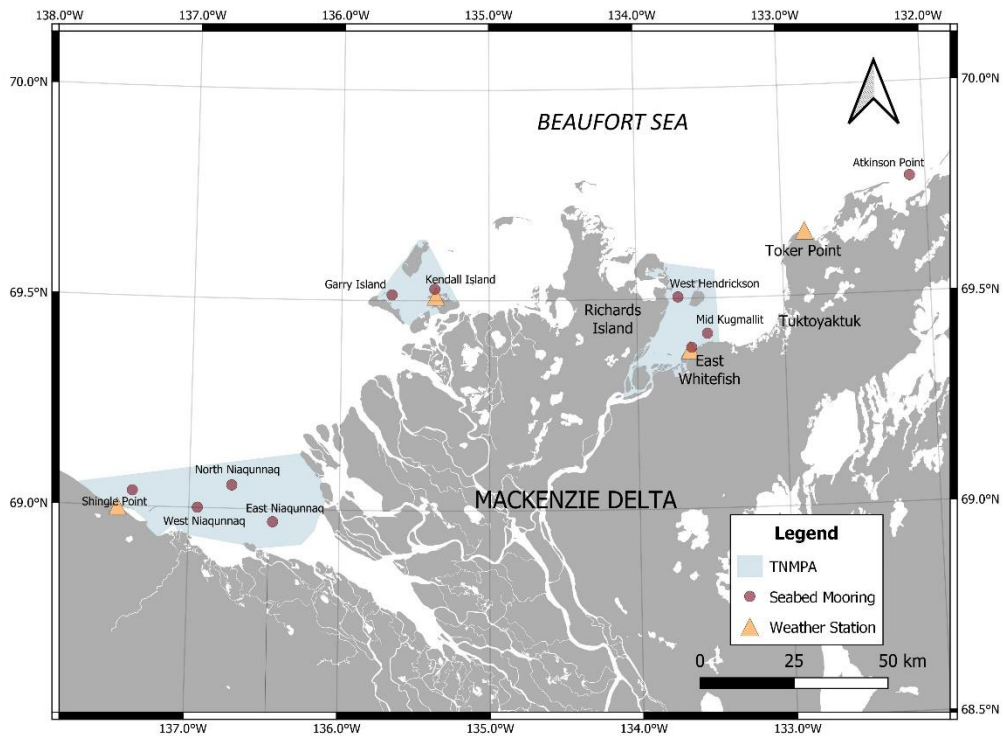 138.0°W 137.0°W 136.0°W 135.0°W 134.0°W 133.0°W 132.0°W
70.0°N 70.0°N
BEAUFORT SEA
Atkinson Point
Toker Point
Garry Island Kendall Island West Hendrickson
69.5°N 69.5°N
Richards
Island
Mid Kugmallit Tuktoyaktuk
East
Whitefish
North Niaqunnaq
69.0°N Shingle Point MACKENZIE DELTA 69.0°N
West Niaqunnaq East Niaqunnaq
Legend
TNMPA
Seabed Mooring
Weather Station
0 25 50 km
68.5°N
137.0°W 136.0°W 135.0°W 134.0°W 133.0°W